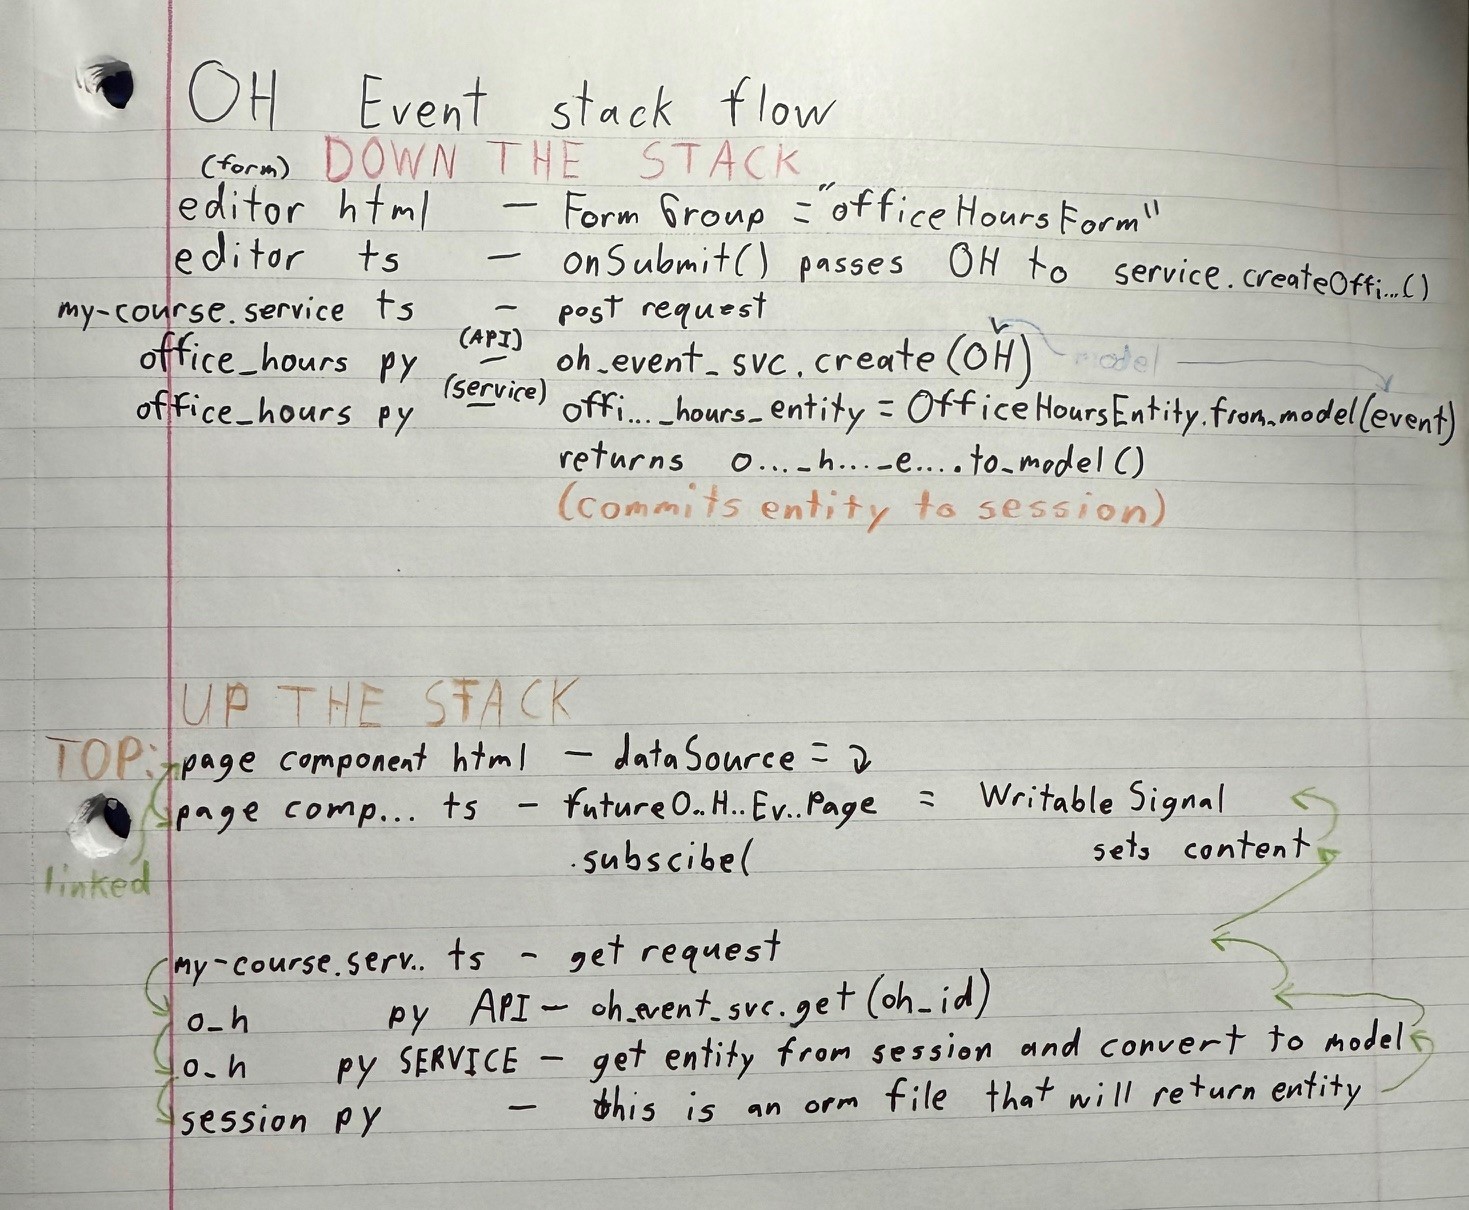 OH Event stack flow
(form) DOWN THE STACK
editor html – Form Group = "officeHoursForm"
editor ts – onSubmit() passes OH to service.createOffi...()
my-course.service ts – post request
office_hours py (API) – oh_event_svc.create(OH) model
office_hours py (service) – offi..._hours_entity = OfficeHoursEntity.from_model(event)
returns o...._h....-e.....to_model()
(commits entity to session)
UP THE STACK
TOP: page component html – dataSource =
page comp... ts – futureO..H..Ev..Page = Writable Signal
.subscibe( sets content
linked
my-course.serv.. ts – get request
o_h py API – oh_event_svc.get(oh_id)
o_h py SERVICE – get entity from session and convert to model
session py – this is an orm file that will return entity